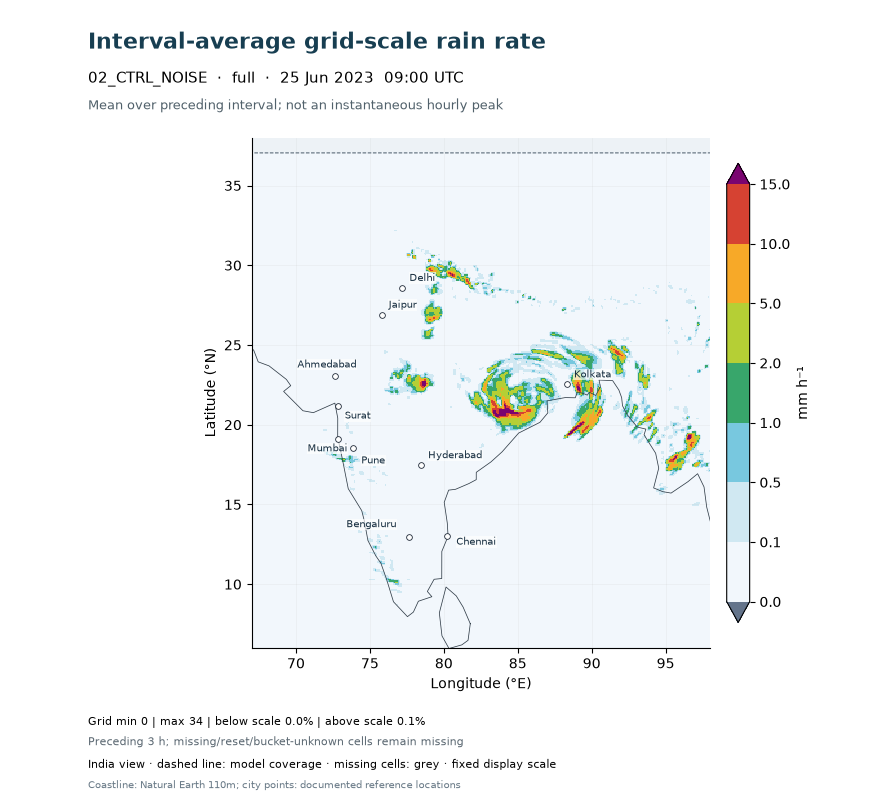 Interval-average grid-scale rain rate
02_CTRL_NOISE · full · 25 Jun 2023 09:00 UTC
Mean over preceding interval; not an instantaneous hourly peak
35
30
25
20
15
10
Latitude (°N)
Delhi
Jaipur
Ahmedabad
Kolkata
Surat
Mumbai
Pune
Hyderabad
Bengaluru
Chennai
70
75
80
85
90
95
Longitude (°E)
15.0
10.0
5.0
2.0
1.0
0.5
0.1
0.0
mm h⁻¹
Grid min 0 | max 34 | below scale 0.0% | above scale 0.1%
Preceding 3 h; missing/reset/bucket-unknown cells remain missing
India view · dashed line: model coverage · missing cells: grey · fixed display scale
Coastline: Natural Earth 110m; city points: documented reference locations